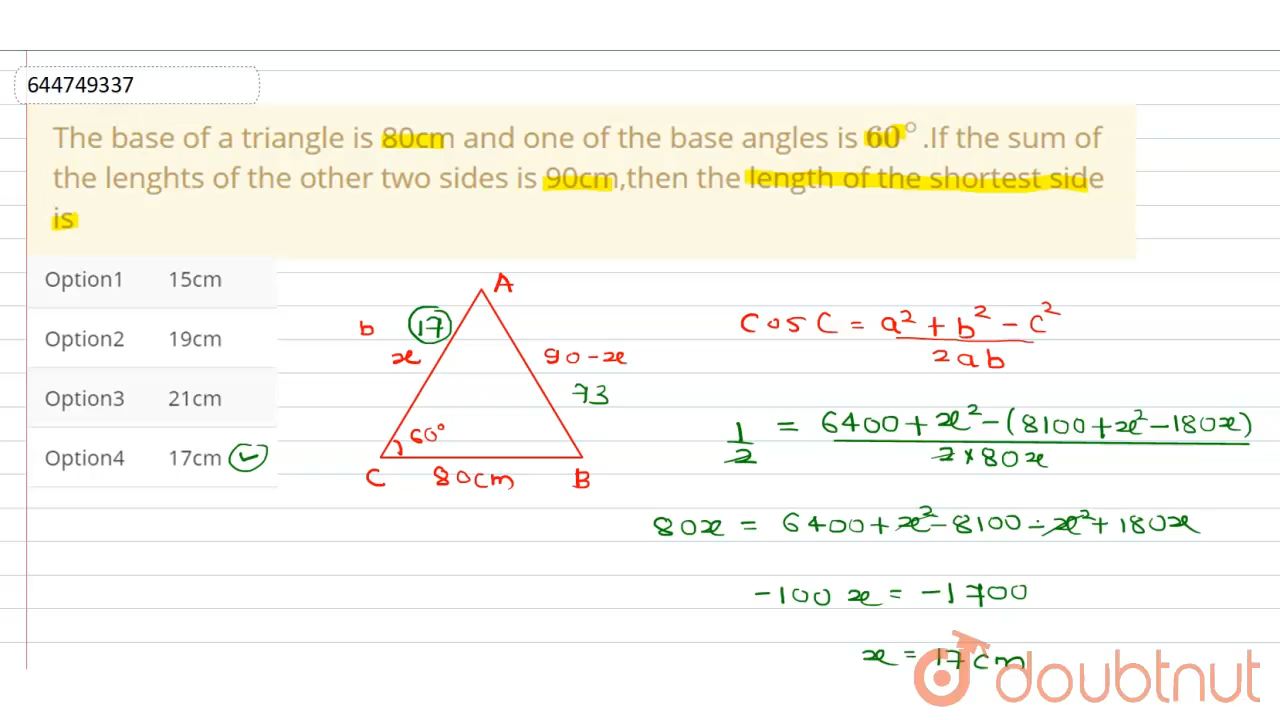 644749337
The base of a triangle is 80cm and one of the base angles is 60° .If the sum of
the lenghts of the other two sides is 90cm,then the length of the shortest side
is
Option1 15cm
Option2 19cm
Option3 21cm
Option4 17cm
A
b 17
x
90-x
73
60°
C 80cm B
cos C = a² + b² - c²
2ab
1/2 = 6400 + x² - (8100 + x² - 180x)
2 × 80x
80x = 6400 + x² - 8100 - x² + 180x
-100x = -1700
x = 17cm
doubtnut